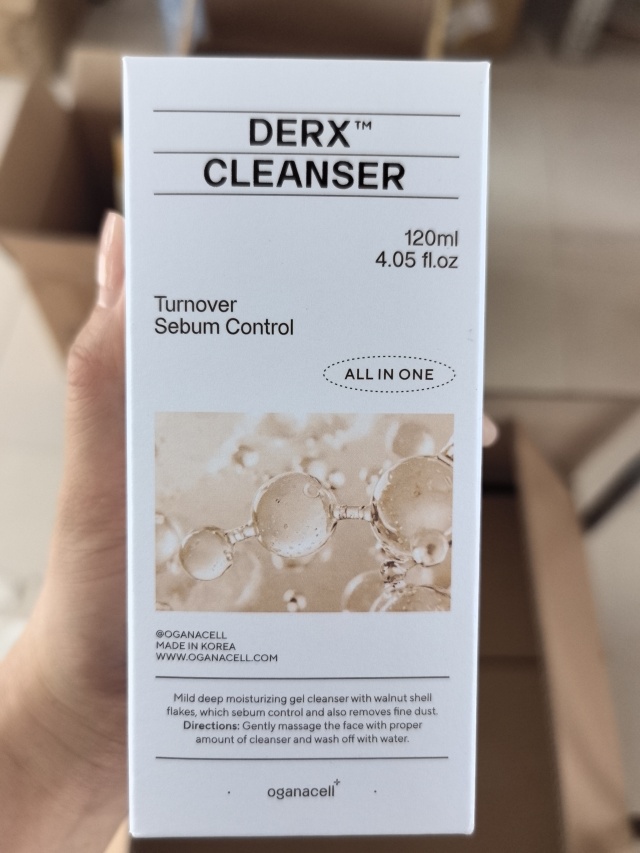 DERX™
CLEANSER
120ml
4.05 fl.oz
Turnover
Sebum Control
ALL IN ONE
@OGANACELL
MADE IN KOREA
WWW.OGANACELL.COM
Mild deep moisturizing gel cleanser with walnut shell
flakes, which sebum control and also removes fine dust.
Directions: Gently massage the face with proper
amount of cleanser and wash off with water.
· oganacell⁺ ·